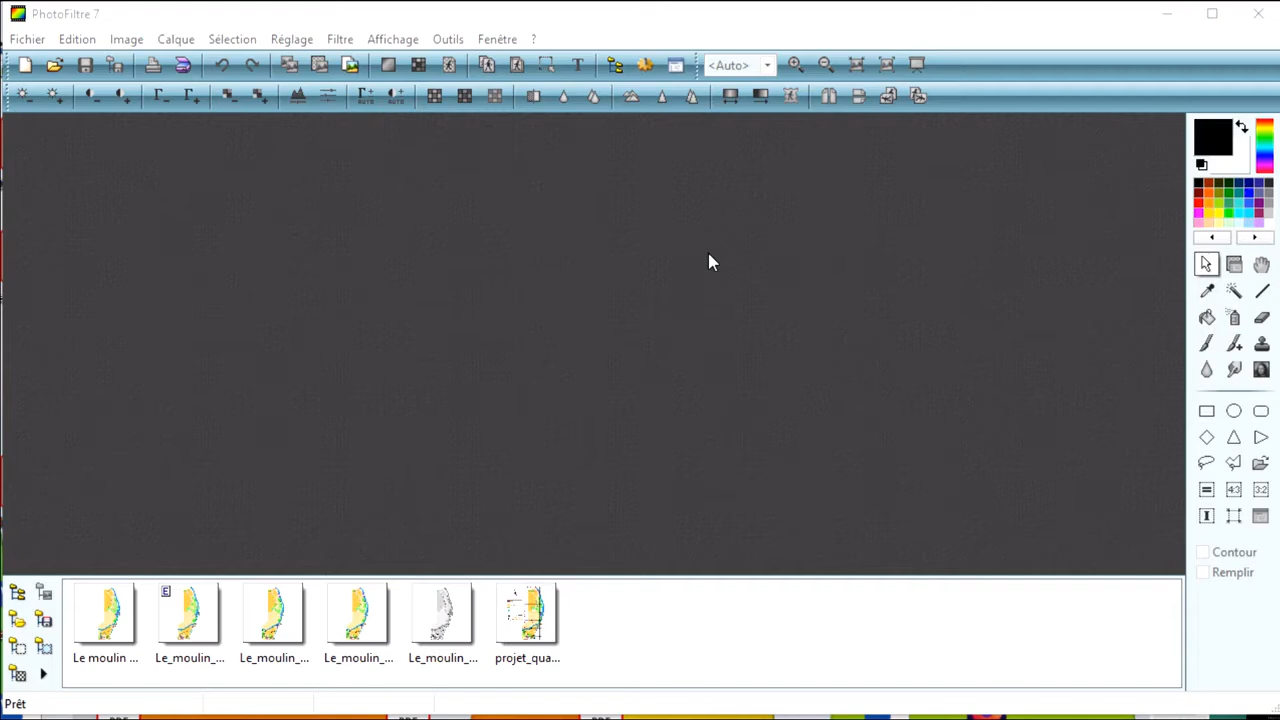 PhotoFiltre 7
Fichier Edition Image Calque Sélection Réglage Filtre Affichage Outils Fenêtre ?
<Auto>
Contour
Remplir
Le moulin ... Le_moulin_... Le_moulin_... Le_moulin_... Le_moulin_... projet_qua...
Prêt